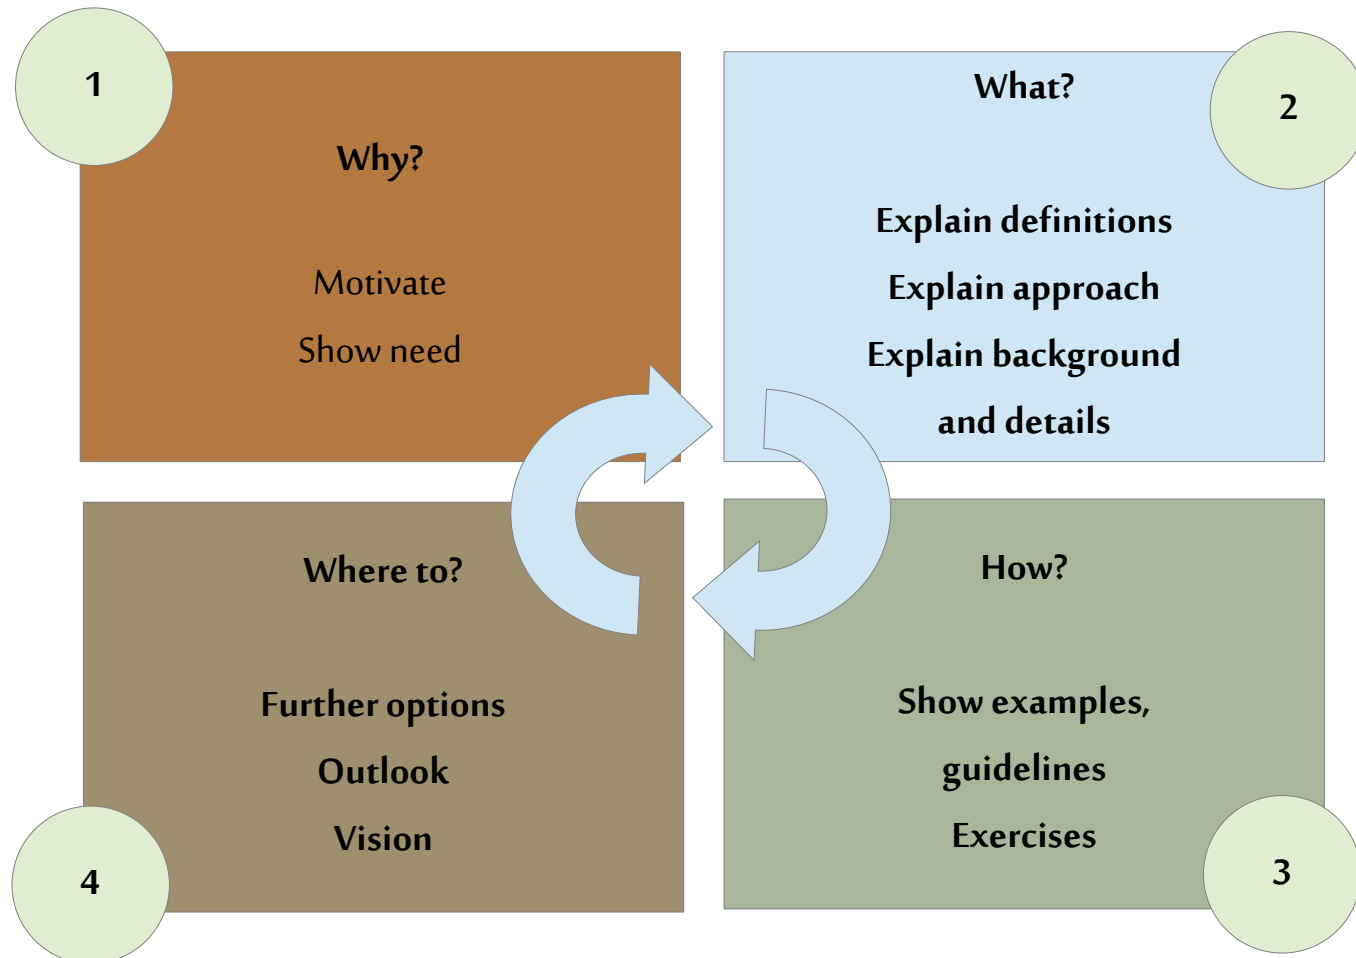 1
Why?
Motivate
Show need
2
What?
Explain definitions
Explain approach
Explain background
and details
3
How?
Show examples,
guidelines
Exercises
4
Where to?
Further options
Outlook
Vision